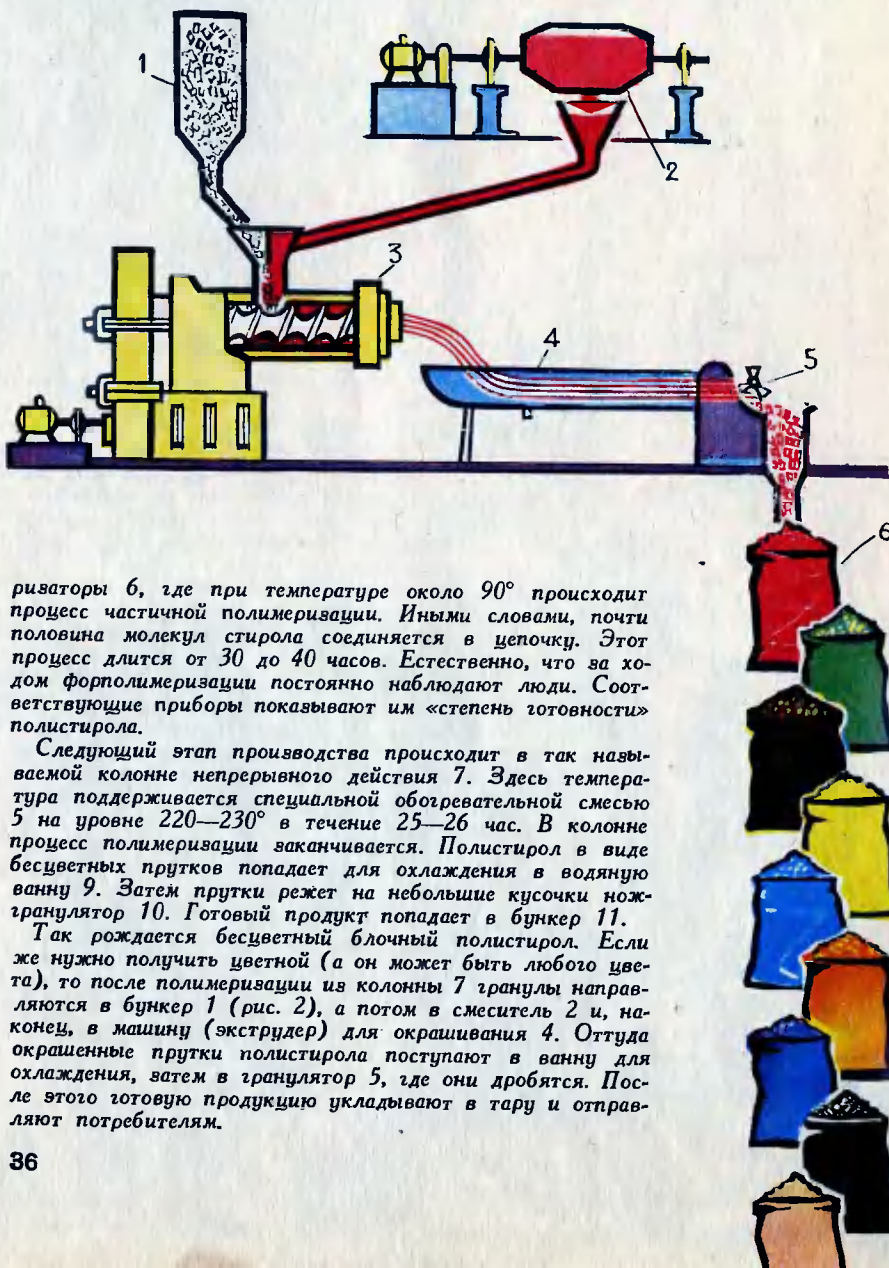 1
2
3
4
5
6
ризаторы 6, где при температуре около 90° происходит
процесс частичной полимеризации. Иными словами, почти
половина молекул стирола соединяется в цепочку. Этот
процесс длится от 30 до 40 часов. Естественно, что за хо-
дом форполимеризации постоянно наблюдают люди. Соот-
ветствующие приборы показывают им «степень готовности»
полистирола.
Следующий этап производства происходит в так назы-
ваемой колонне непрерывного действия 7. Здесь темпера-
тура поддерживается специальной обогревательной смесью
5 на уровне 220—230° в течение 25—26 час. В колонне
процесс полимеризации заканчивается. Полистирол в виде
бесцветных прутков попадает для охлаждения в водяную
ванну 9. Затем прутки режет на небольшие кусочки нож-
гранулятор 10. Готовый продукт попадает в бункер 11.
Так рождается бесцветный блочный полистирол. Если
же нужно получить цветной (а он может быть любого цве-
та), то после полимеризации из колонны 7 гранулы направ-
ляются в бункер 1 (рис. 2), а потом в смеситель 2 и, на-
конец, в машину (экструдер) для окрашивания 4. Оттуда
окрашенные прутки полистирола поступают в ванну для
охлаждения, затем в гранулятор 5, где они дробятся. Пос-
ле этого готовую продукцию укладывают в тару и отправ-
ляют потребителям.
36